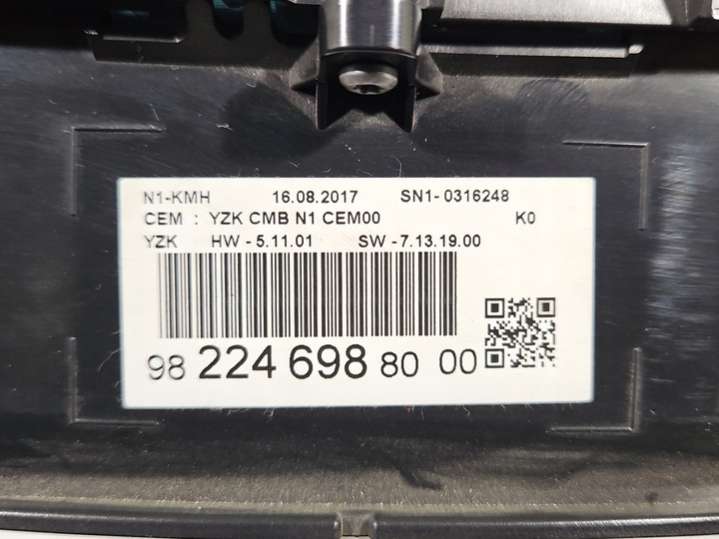 N1-KMH 16.08.2017 SN1- 0316248
CEM : YZK CMB N1 CEM00 K0
YZK HW - 5.11.01 SW - 7.13.19.00
98 224 698 80 00